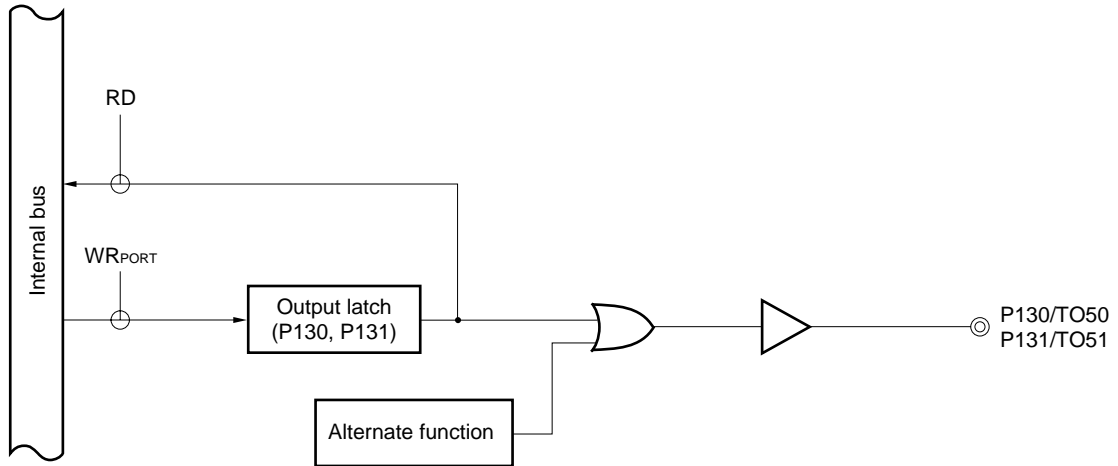 RD
Internal bus
WRPORT
Output latch
(P130, P131)
P130/TO50
P131/TO51
Alternate function